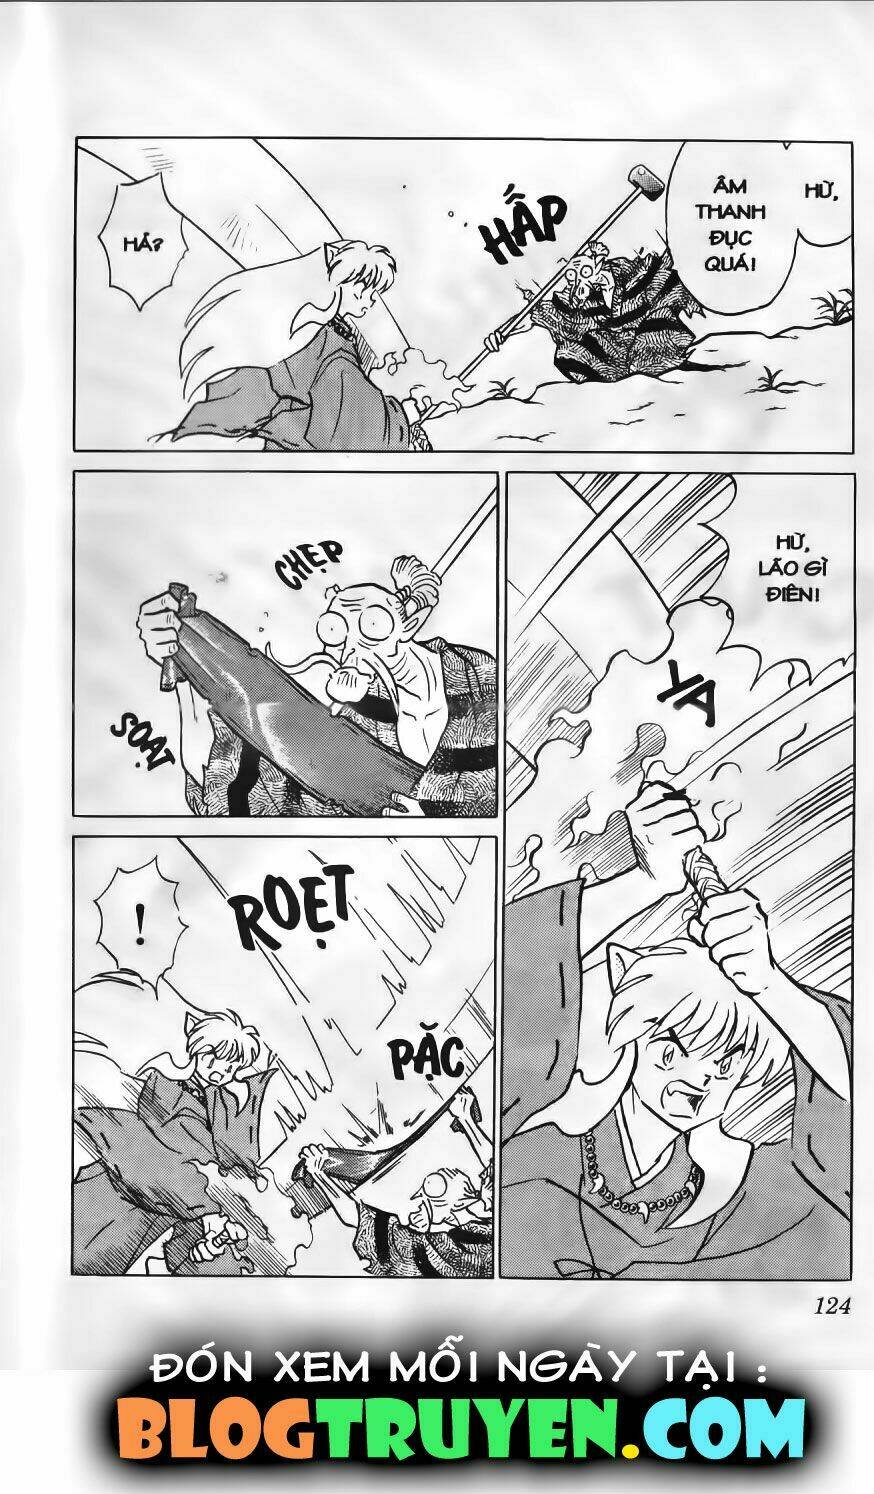 HỪ,
ÂM
THANH
ĐỤC
QUÁ!
HẤP
HẢ?
HỪ,
LÃO GÌ
ĐIÊN!
YA
CHẸP
SOẠT
!
ROẸT
PẶC
124
ĐÓN XEM MỖI NGÀY TẠI :
BLOGTRUYEN.COM